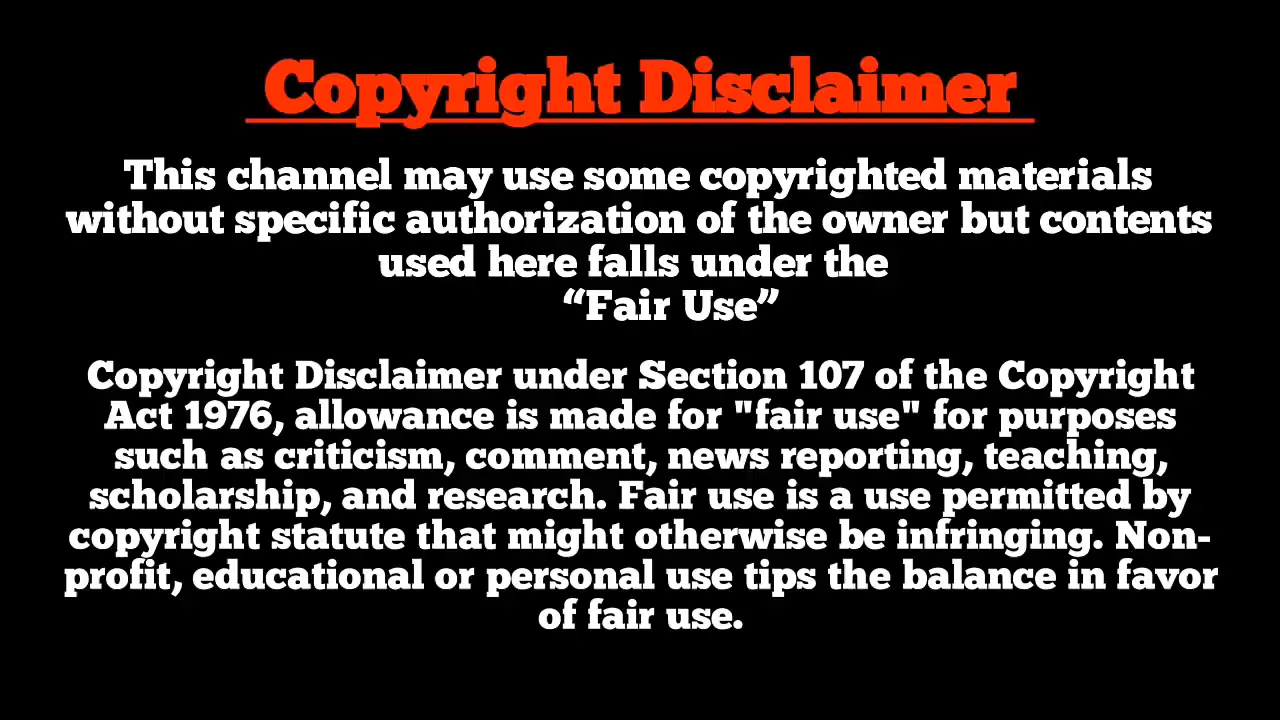 Copyright Disclaimer
This channel may use some copyrighted materials
without specific authorization of the owner but contents
used here falls under the
“Fair Use”
Copyright Disclaimer under Section 107 of the Copyright
Act 1976, allowance is made for "fair use" for purposes
such as criticism, comment, news reporting, teaching,
scholarship, and research. Fair use is a use permitted by
copyright statute that might otherwise be infringing. Non-
profit, educational or personal use tips the balance in favor
of fair use.